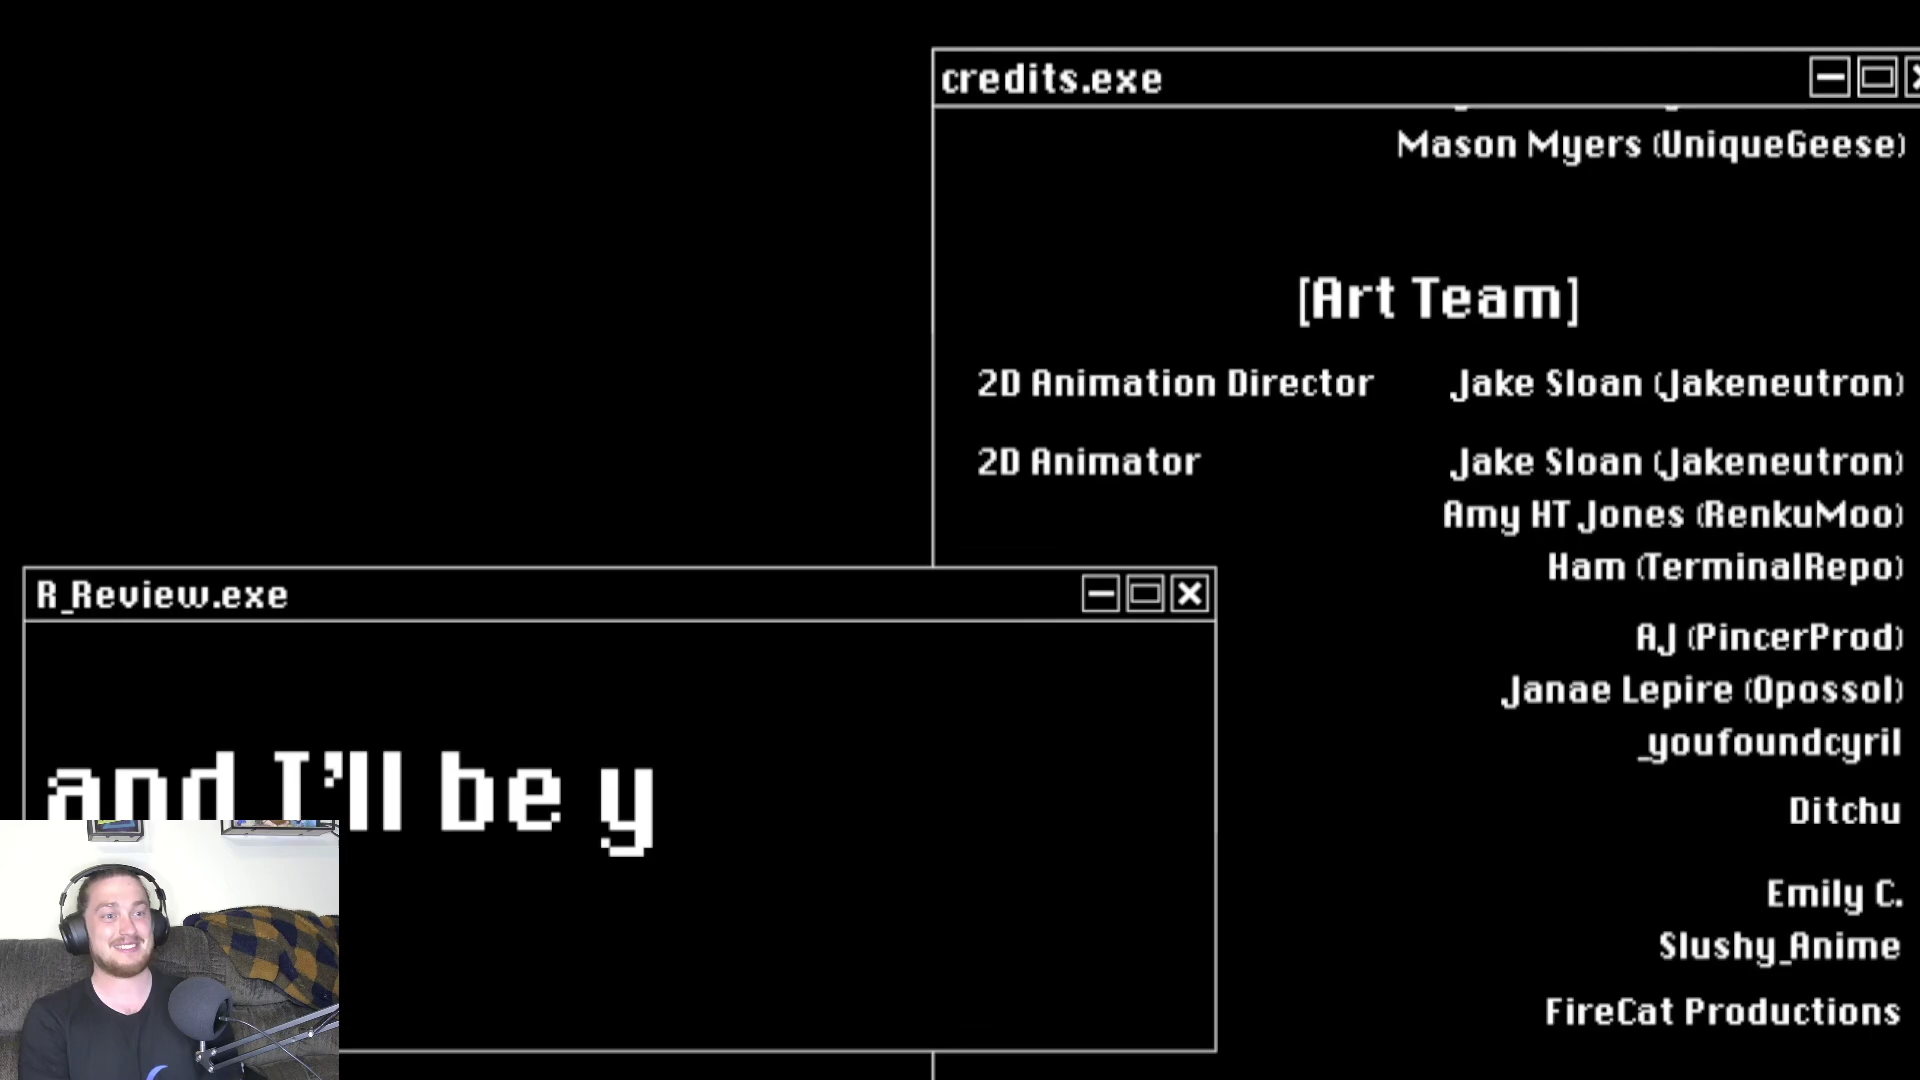 credits.exe
Mason Myers (UniqueGeese)
[Art Team]
2D Animation Director Jake Sloan (Jakeneutron)
2D Animator Jake Sloan (Jakeneutron)
Amy HT Jones (RenkuMoo)
Ham (TerminalRepo)
AJ (PincerProd)
Janae Lepire (Opossol)
_youfoundcyril
Ditchu
Emily C.
Slushy_Anime
FireCat Productions
R_Review.exe
and I'll be y